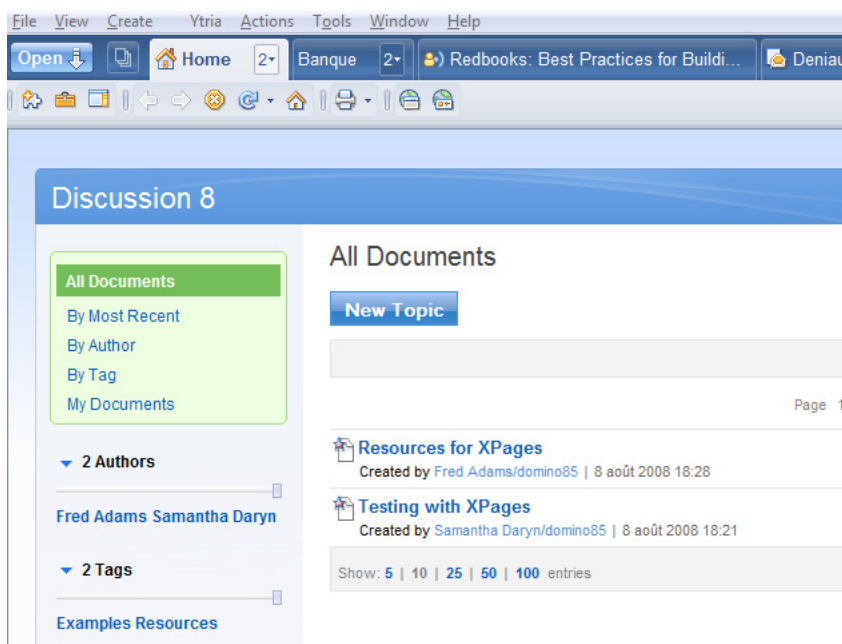 File View Create Ytria Actions Tools Window Help
Open Home 2 Banque 2 Redbooks: Best Practices for Buildi... Deniau
Discussion 8
All Documents
By Most Recent
By Author
By Tag
My Documents
2 Authors
Fred Adams Samantha Daryn
2 Tags
Examples Resources
All Documents
New Topic
Page 1
Resources for XPages
Created by Fred Adams/domino85 | 8 août 2008 18:28
Testing with XPages
Created by Samantha Daryn/domino85 | 8 août 2008 18:21
Show: 5 | 10 | 25 | 50 | 100 entries